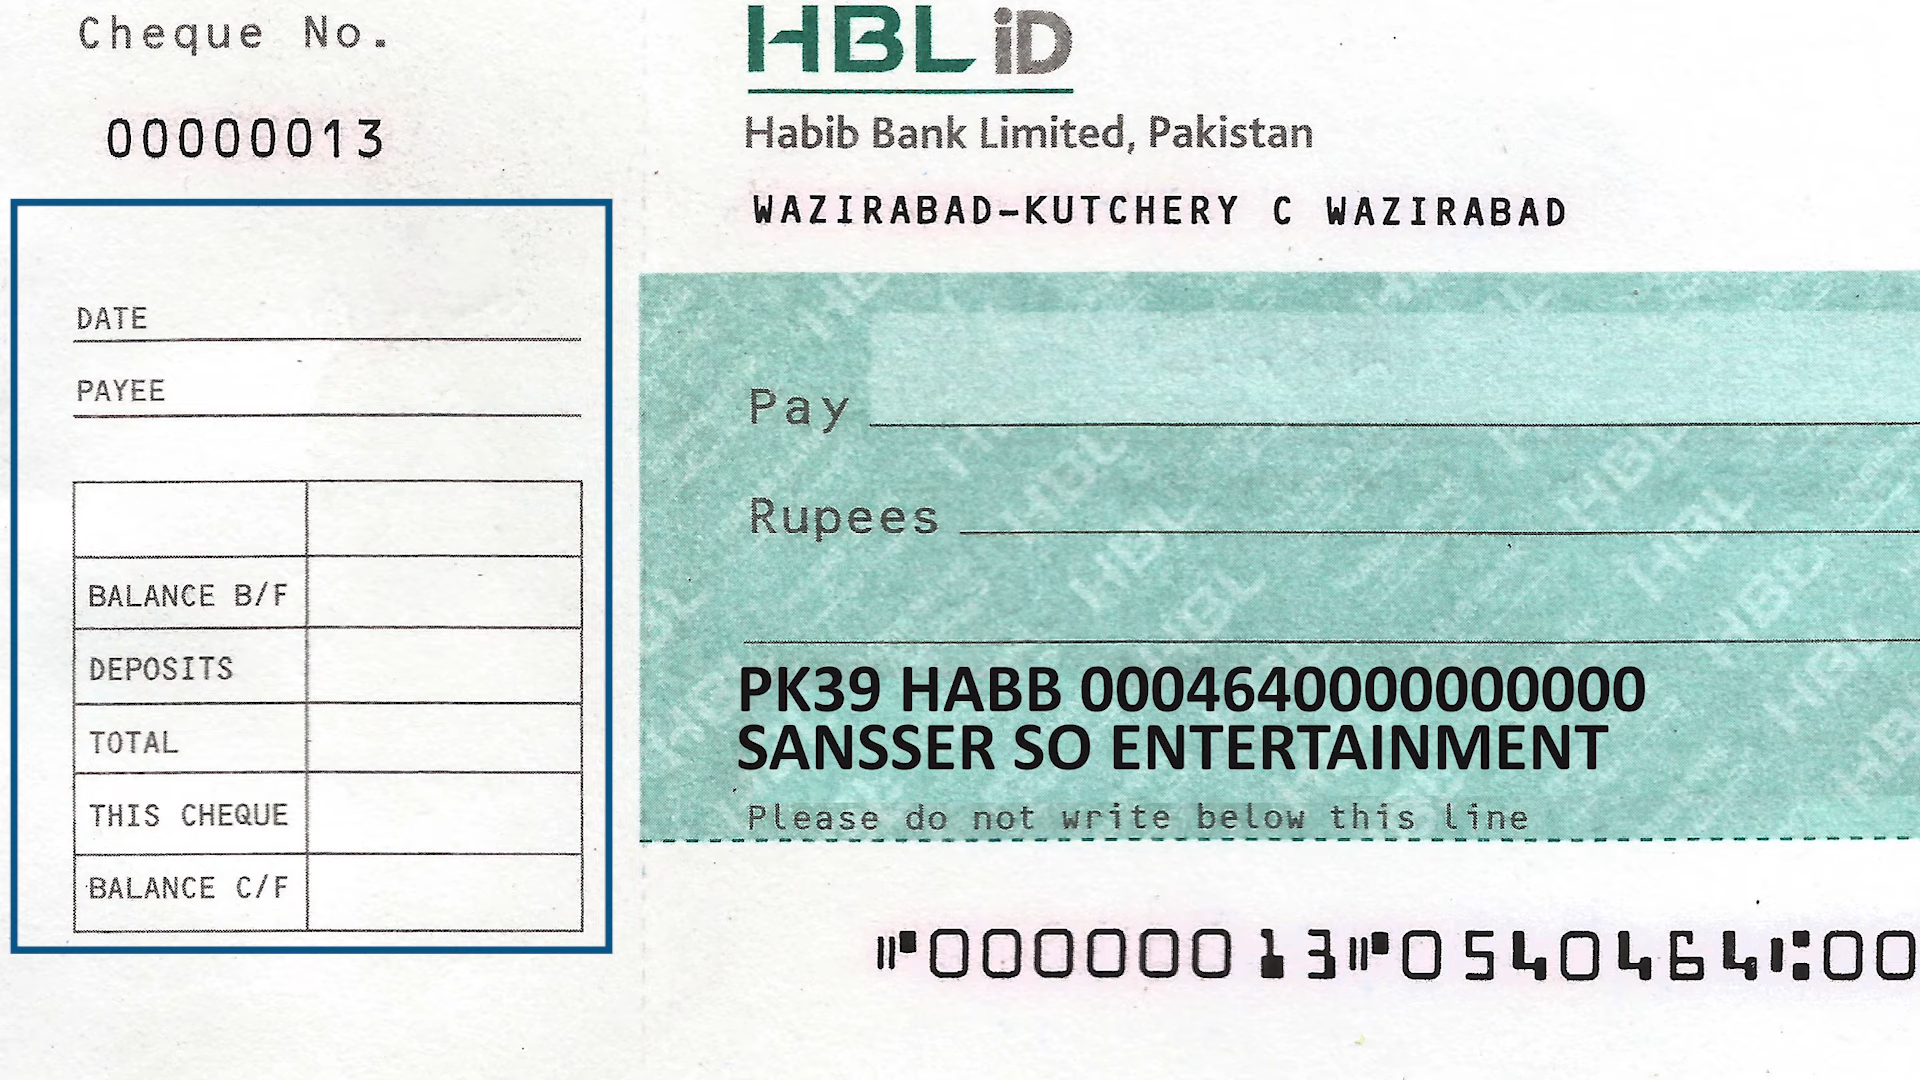 Cheque No.
00000013
DATE
PAYEE
BALANCE B/F
DEPOSITS
TOTAL
THIS CHEQUE
BALANCE C/F
HBL iD
Habib Bank Limited, Pakistan
WAZIRABAD-KUTCHERY C WAZIRABAD
Pay
Rupees
PK39 HABB 0004640000000000
SANSSER SO ENTERTAINMENT
Please do not write below this line
⑈00000013⑈0540464⑆00